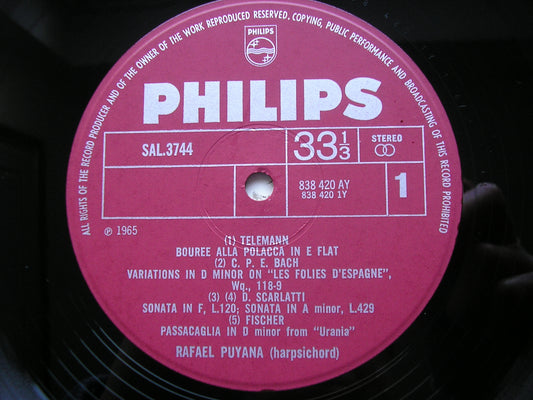 ALL RIGHTS OF THE RECORD PRODUCER AND OF THE OWNER OF THE WORK REPRODUCED RESERVED. COPYING, PUBLIC PERFORMANCE AND BROADCASTING OF THIS RECORD PROHIBITED
PHILIPS
PHILIPS
SAL.3744
33 1/3
STEREO
838 420 AY
838 420 1Y
1
℗ 1965
(1) TELEMANN
BOUREE ALLA POLACCA IN E FLAT
(2) C. P. E. BACH
VARIATIONS IN D MINOR ON "LES FOLIES D'ESPAGNE",
Wq., 118-9
(3) (4) D. SCARLATTI
SONATA IN F, L.120; SONATA IN A minor, L.429
(5) FISCHER
PASSACAGLIA IN D minor from "Urania"
RAFAEL PUYANA (harpsichord)